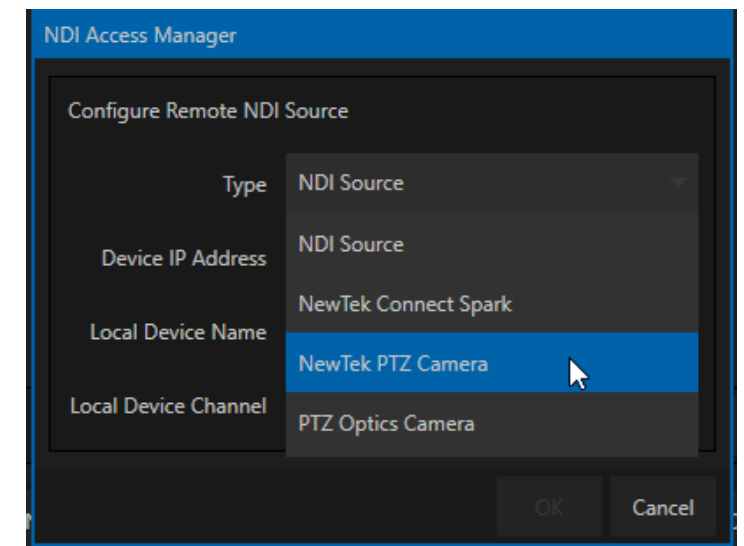 NDI Access Manager
Configure Remote NDI Source
Type
NDI Source
NDI Source
Device IP Address
NewTek Connect Spark
Local Device Name
NewTek PTZ Camera
Local Device Channel
PTZ Optics Camera
OK
Cancel